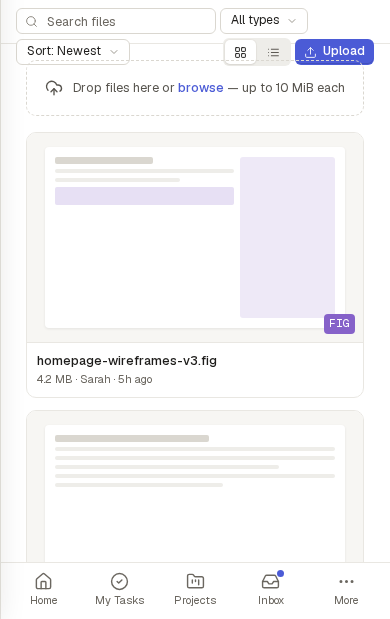 Search files
All types
Sort: Newest
Upload
Drop files here or browse — up to 10 MiB each
FIG
homepage-wireframes-v3.fig
4.2 MB · Sarah · 5h ago
Home
My Tasks
Projects
Inbox
More